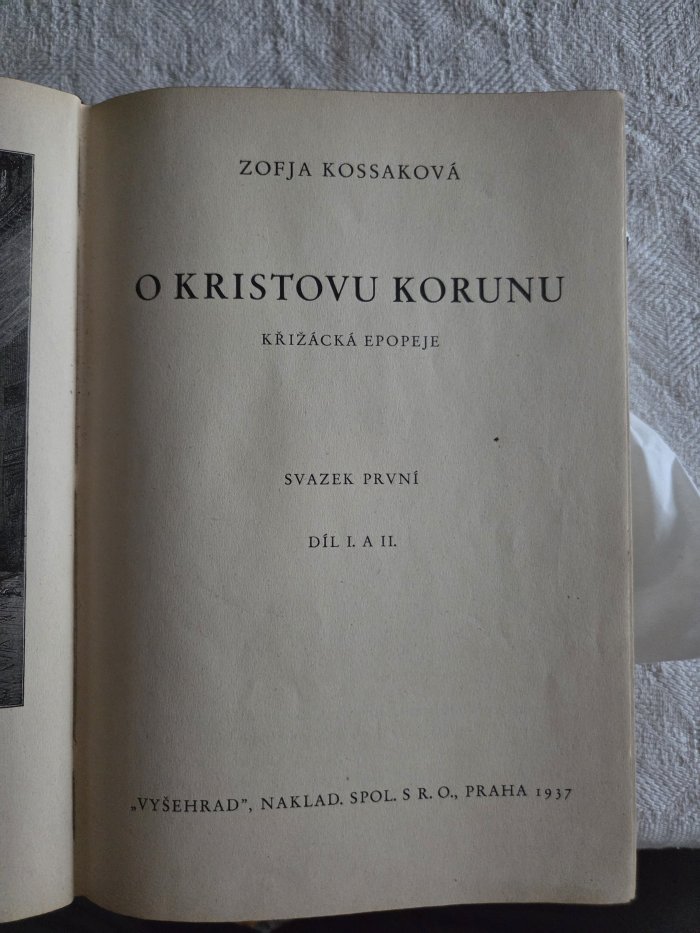 ZOFJA KOSSAKOVÁ
O KRISTOVU KORUNU
KŘIŽÁCKÁ EPOPEJE
SVAZEK PRVNÍ
DÍL I. A II.
„VYŠEHRAD”, NAKLAD. SPOL. S R. O., PRAHA 1937